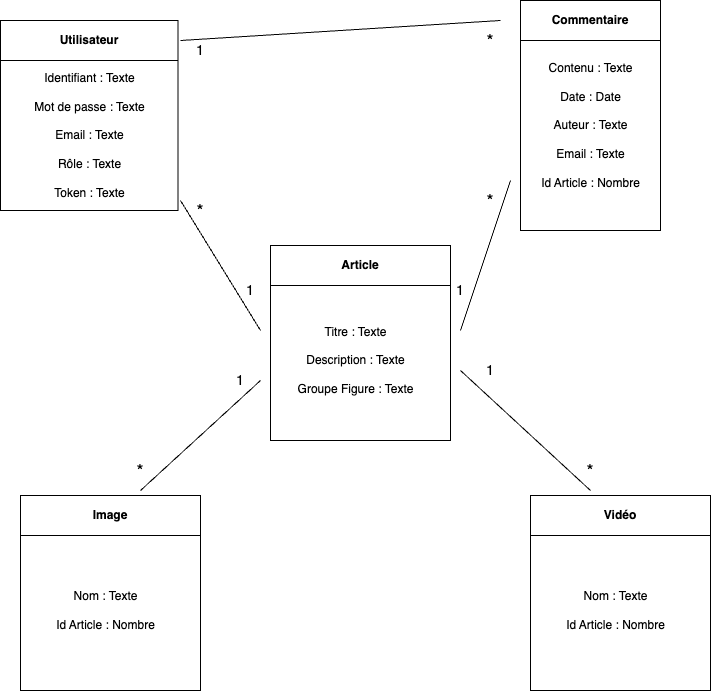 Utilisateur
Identifiant : Texte
Mot de passe : Texte
Email : Texte
Rôle : Texte
Token : Texte
1
*
Commentaire
Contenu : Texte
Date : Date
Auteur : Texte
Email : Texte
Id Article : Nombre
*
1
*
1
Article
Titre : Texte
Description : Texte
Groupe Figure : Texte
1
*
1
*
Image
Nom : Texte
Id Article : Nombre
Vidéo
Nom : Texte
Id Article : Nombre